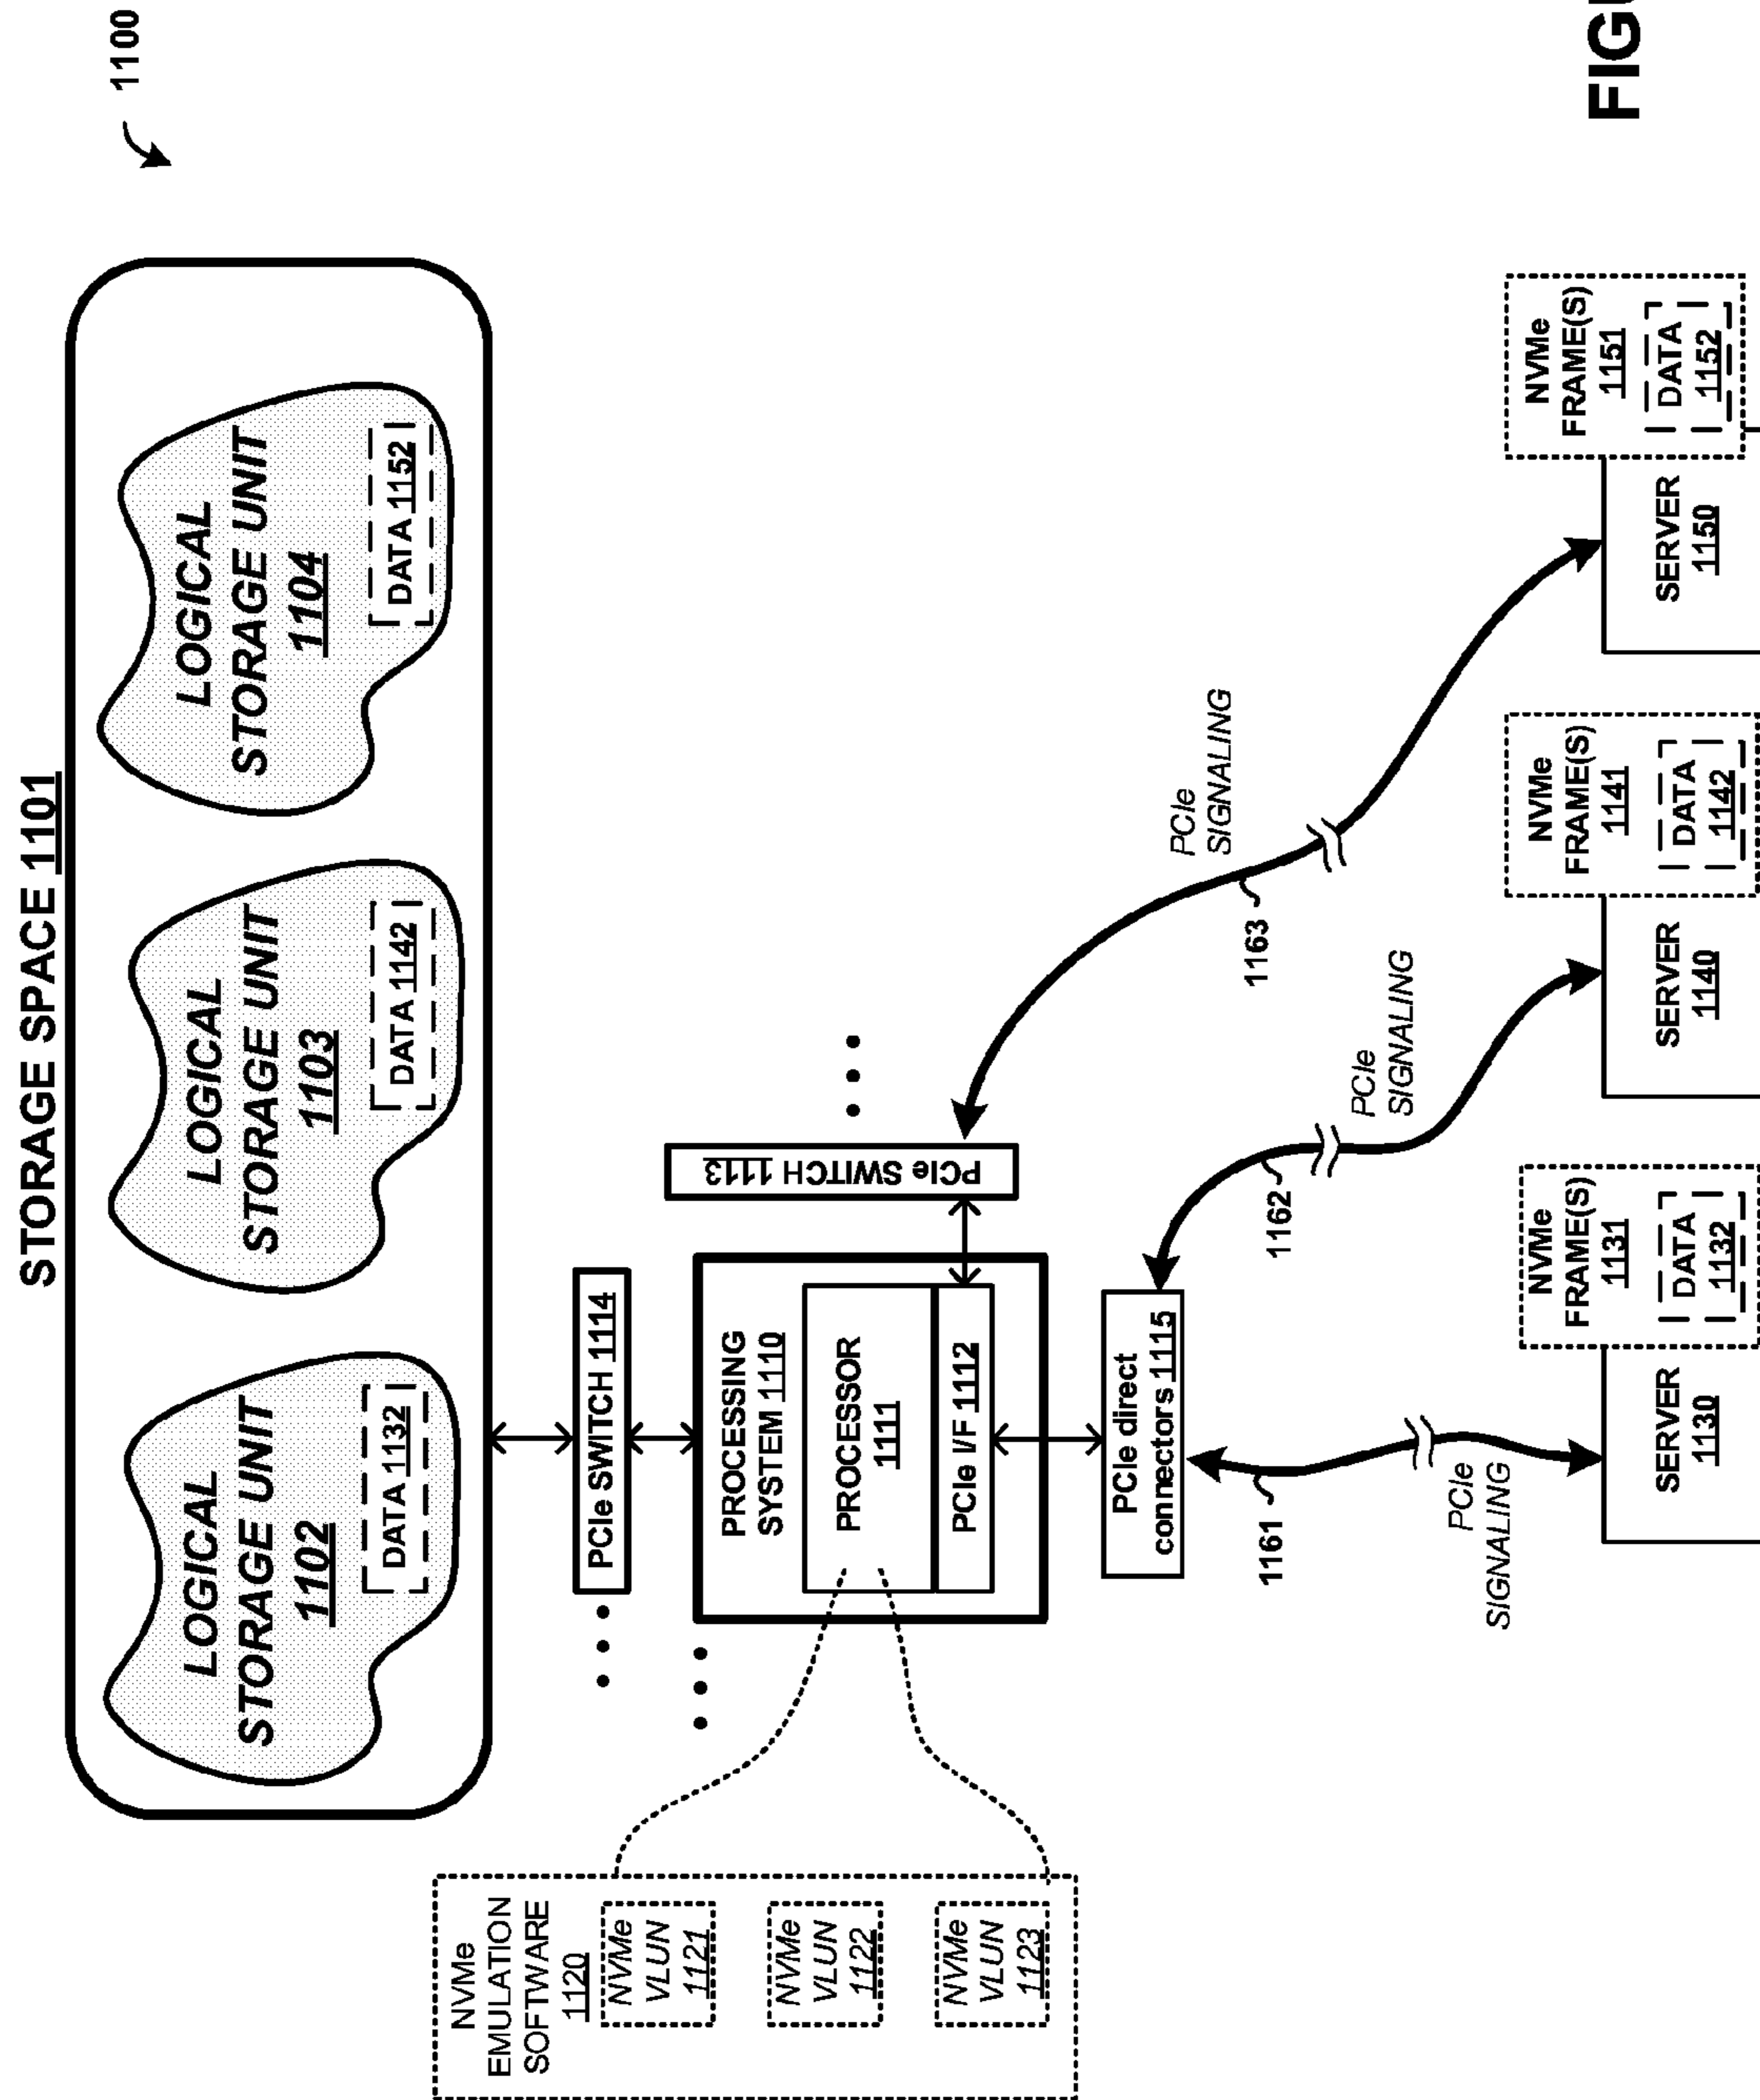 1100
STORAGE SPACE 1101
LOGICAL
STORAGE UNIT
1102
DATA 1132
LOGICAL
STORAGE UNIT
1103
DATA 1142
LOGICAL
STORAGE UNIT
1104
DATA 1152
PCIe SWITCH 1114
PROCESSING
SYSTEM 1110
PROCESSOR
1111
PCIe I/F 1112
PCIe SWITCH 1113
NVMe
EMULATION
SOFTWARE
1120
NVMe
VLUN
1121
NVMe
VLUN
1122
NVMe
VLUN
1123
PCIe direct
connectors 1115
1161
PCIe
SIGNALING
1162
PCIe
SIGNALING
1163
PCIe
SIGNALING
SERVER
1130
NVMe
FRAME(S)
1131
DATA
1132
SERVER
1140
NVMe
FRAME(S)
1141
DATA
1142
SERVER
1150
NVMe
FRAME(S)
1151
DATA
1152